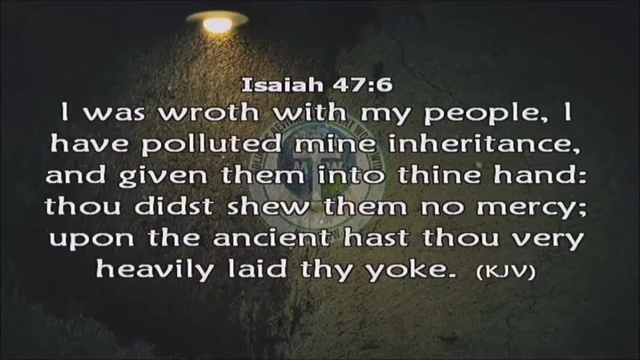 Isaiah 47:6
I was wroth with my people, I
have polluted mine inheritance,
and given them into thine hand:
thou didst shew them no mercy;
upon the ancient hast thou very
heavily laid thy yoke. (KJV)